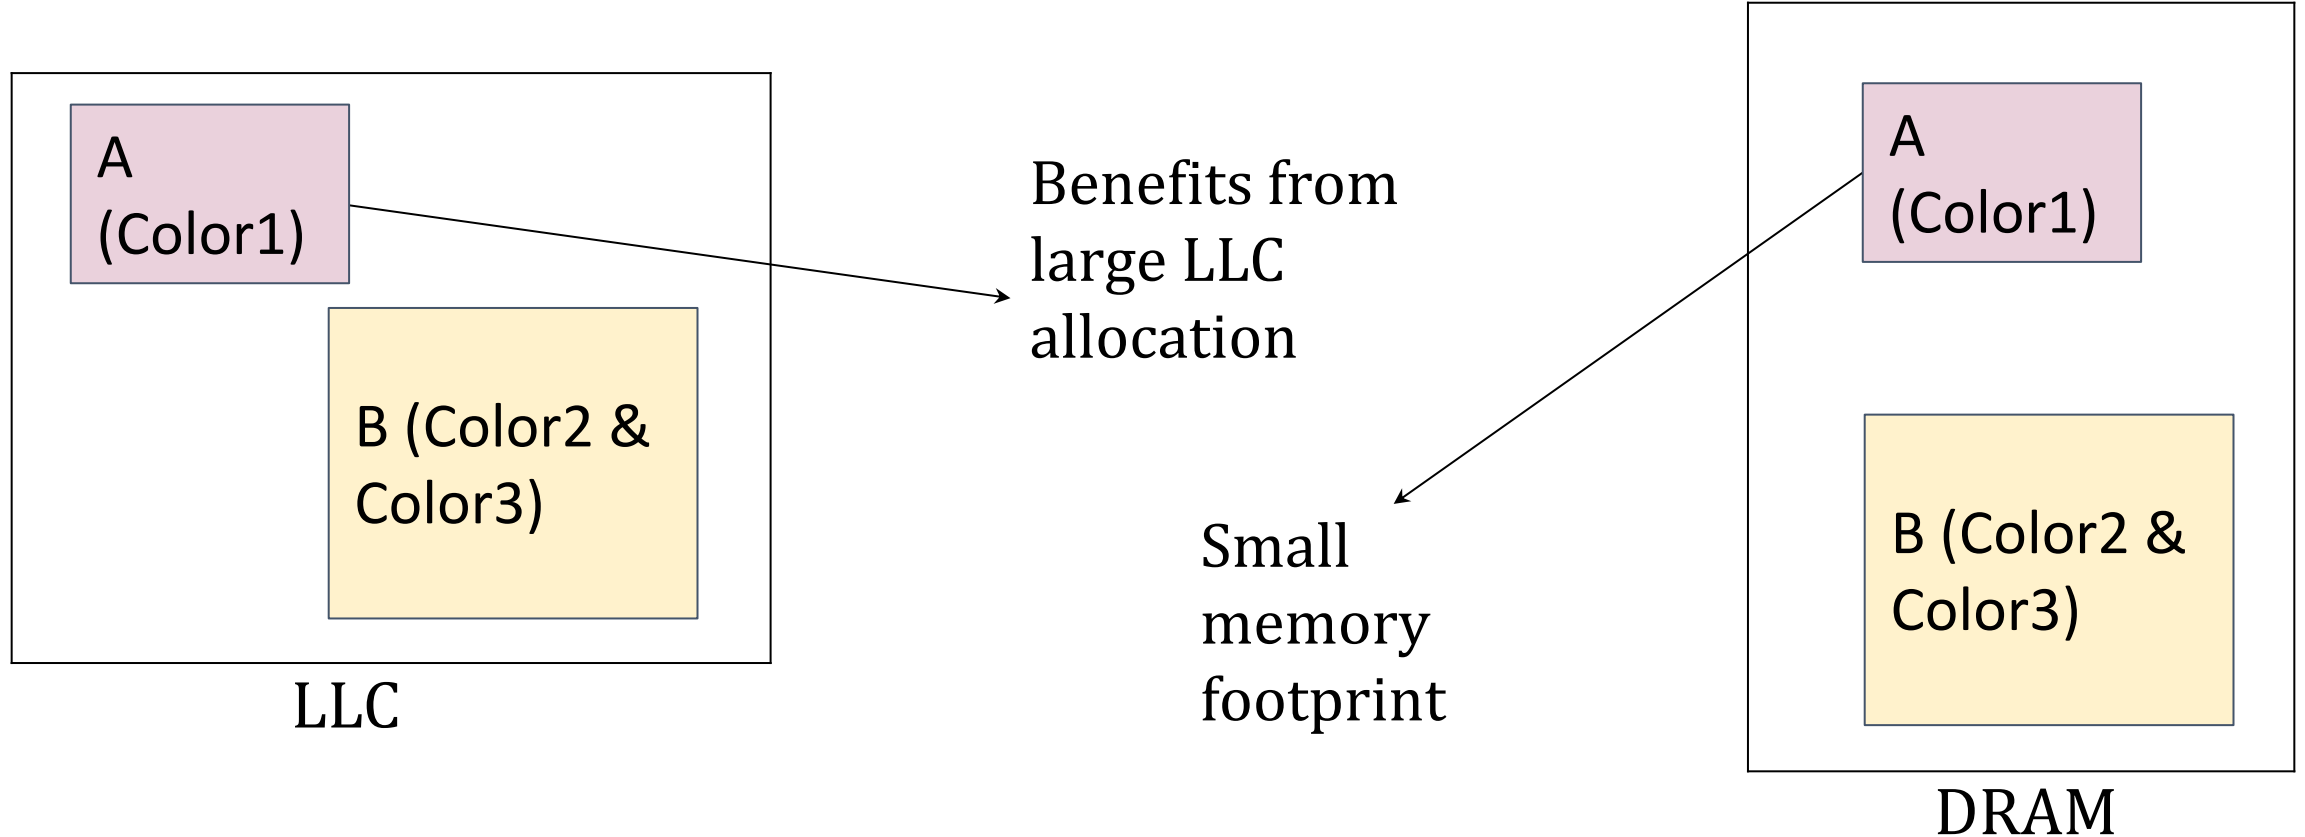 A
(Color1)
B (Color2 &
Color3)
LLC
Benefits from
large LLC
allocation
Small
memory
footprint
A
(Color1)
B (Color2 &
Color3)
DRAM